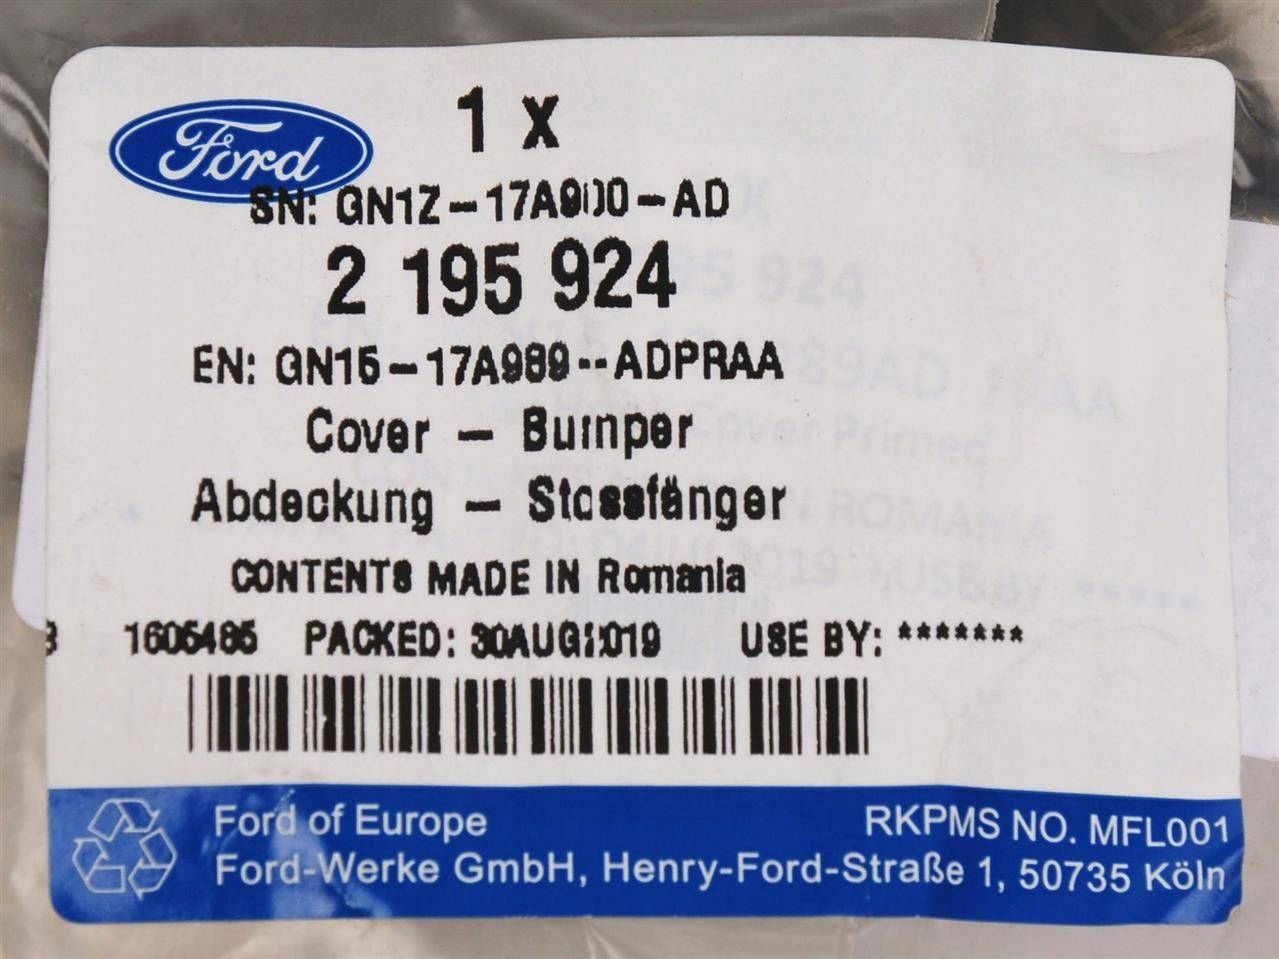 Ford
1 x
SN: GN1Z-17A900-AD
2 195 924
EN: GN15-17A989--ADPRAA
Cover - Bumper
Abdeckung - Stossfänger
CONTENTS MADE IN Romania
1605485 PACKED: 30AUG2019 USE BY: *******
Ford of Europe
RKPMS NO. MFL001
Ford-Werke GmbH, Henry-Ford-Straße 1, 50735 Köln